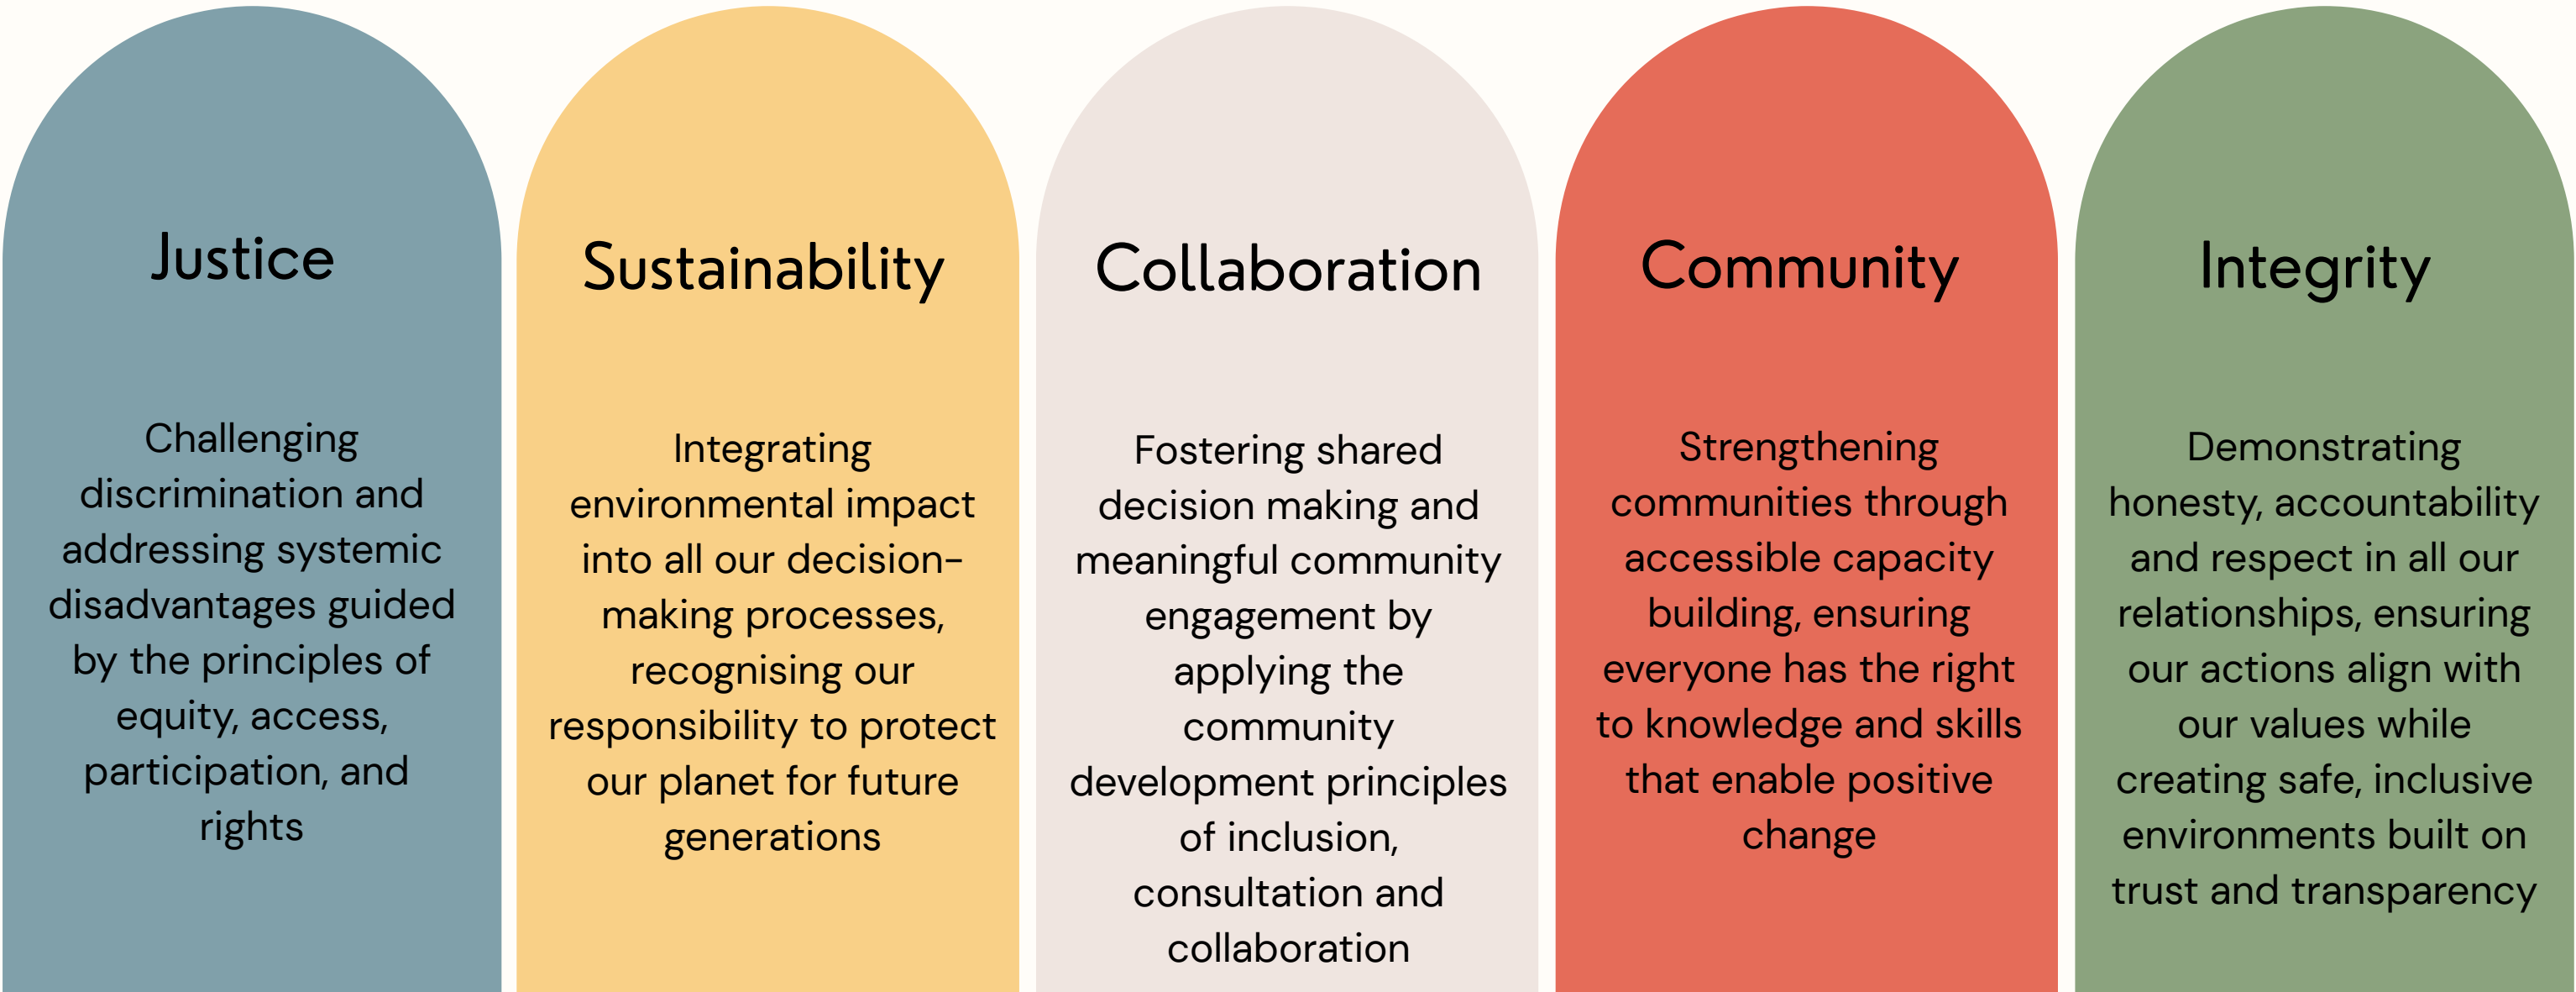 Justice
Challenging
discrimination and
addressing systemic
disadvantages guided
by the principles of
equity, access,
participation, and
rights
Sustainability
Integrating
environmental impact
into all our decision-
making processes,
recognising our
responsibility to protect
our planet for future
generations
Collaboration
Fostering shared
decision making and
meaningful community
engagement by
applying the
community
development principles
of inclusion,
consultation and
collaboration
Community
Strengthening
communities through
accessible capacity
building, ensuring
everyone has the right
to knowledge and skills
that enable positive
change
Integrity
Demonstrating
honesty, accountability
and respect in all our
relationships, ensuring
our actions align with
our values while
creating safe, inclusive
environments built on
trust and transparency